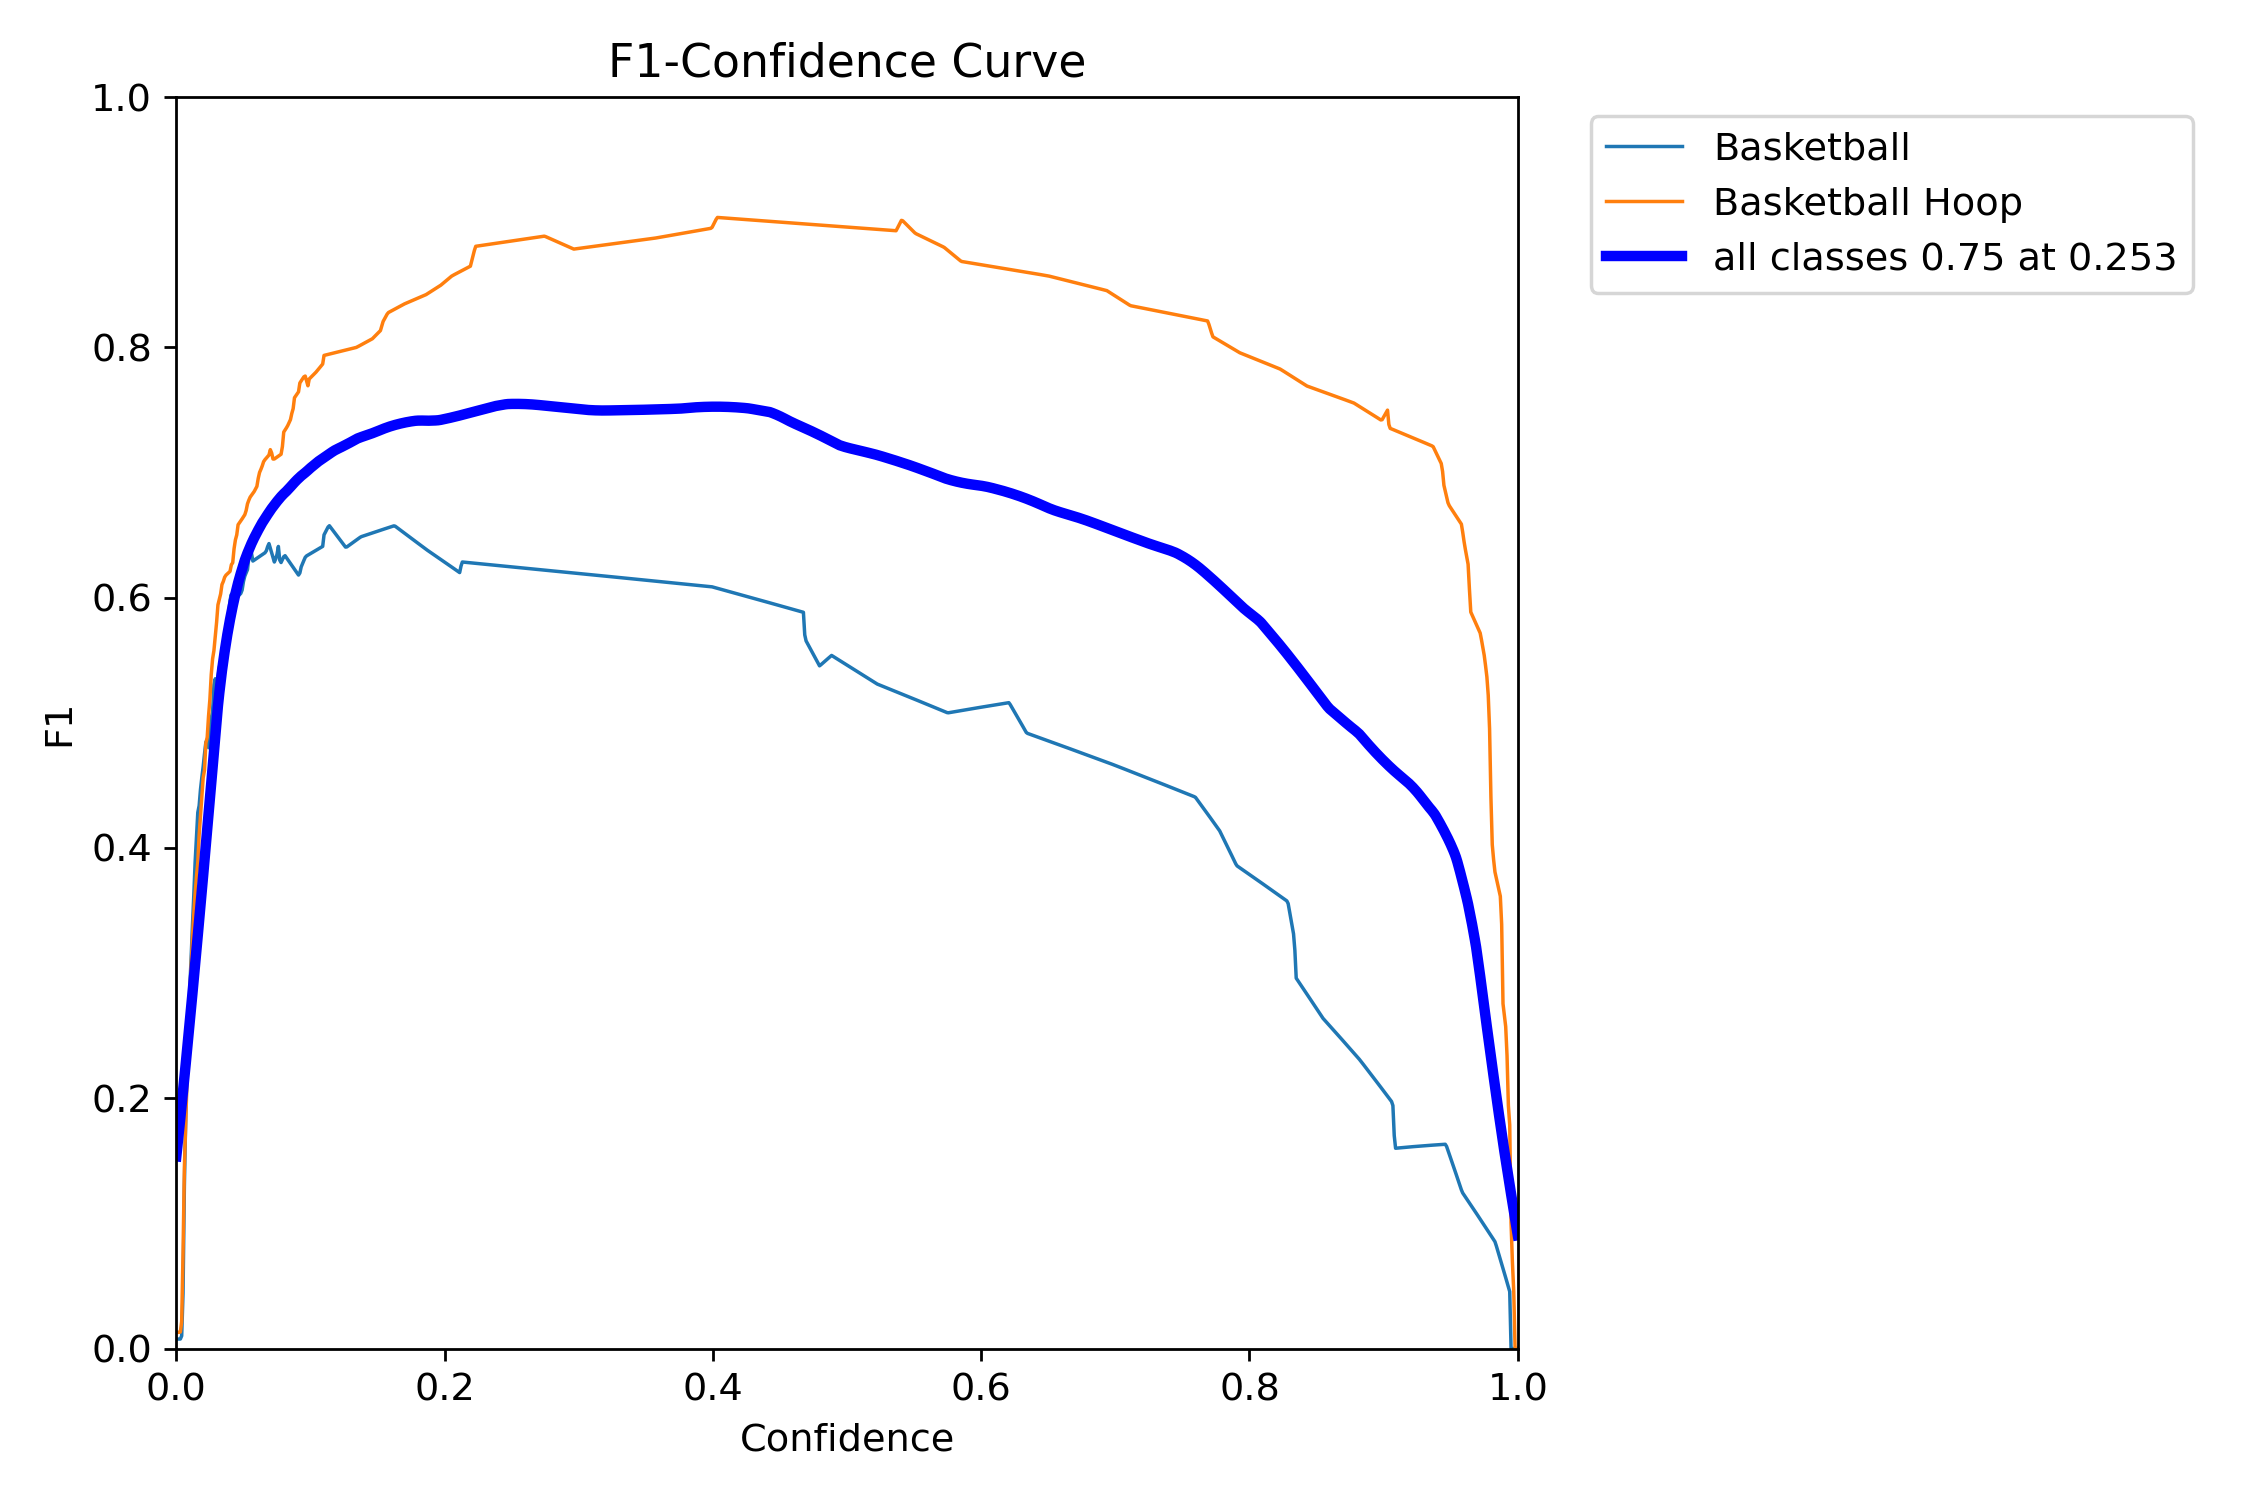 F1-Confidence Curve
Basketball
Basketball Hoop
all classes 0.75 at 0.253
1.0
0.8
0.6
0.4
0.2
0.0
F1
0.0 0.2 0.4 0.6 0.8 1.0
Confidence